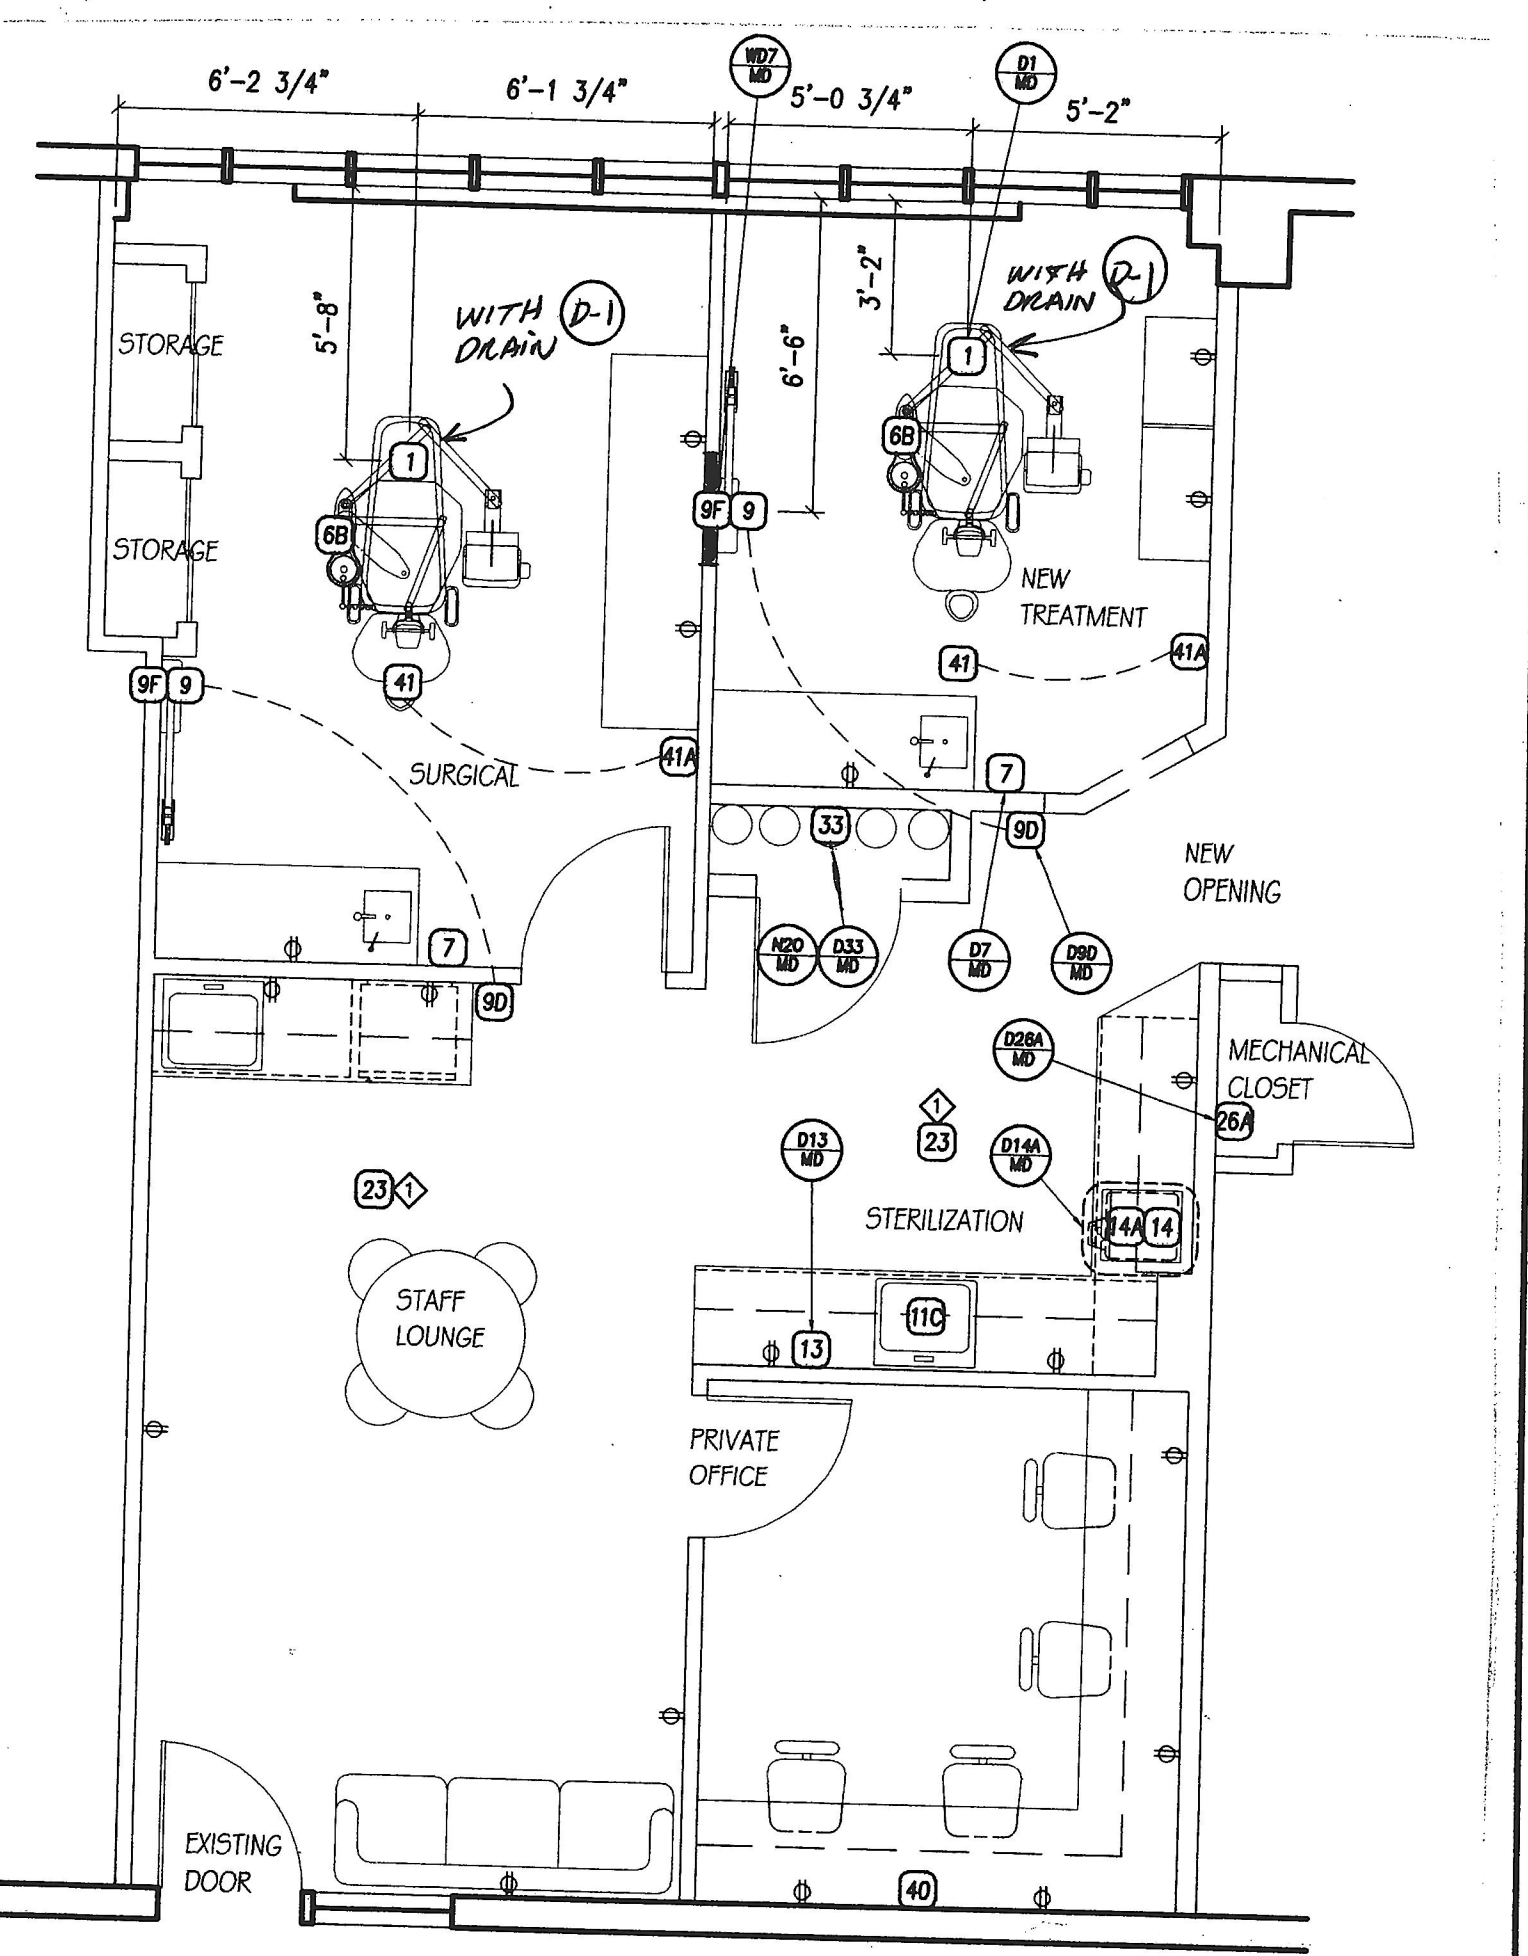 6'-2 3/4"
6'-1 3/4"
WD7
MD
5'-0 3/4"
D1
MD
5'-2"
5'-8"
WITH
DRAIN
D-1
6'-6"
3'-2"
WITH
DRAIN
D-1
STORAGE
1
1
6B
6B
STORAGE
9F
9
NEW
TREATMENT
41
41A
9F
9
41
41A
SURGICAL
7
33
9D
NEW
OPENING
7
N20
MD
D33
MD
D7
MD
D9D
MD
9D
D26A
MD
MECHANICAL
CLOSET
26A
1
23
D13
MD
D14A
MD
23
1
STERILIZATION
14A
14
STAFF
LOUNGE
11C
13
PRIVATE
OFFICE
EXISTING
DOOR
40